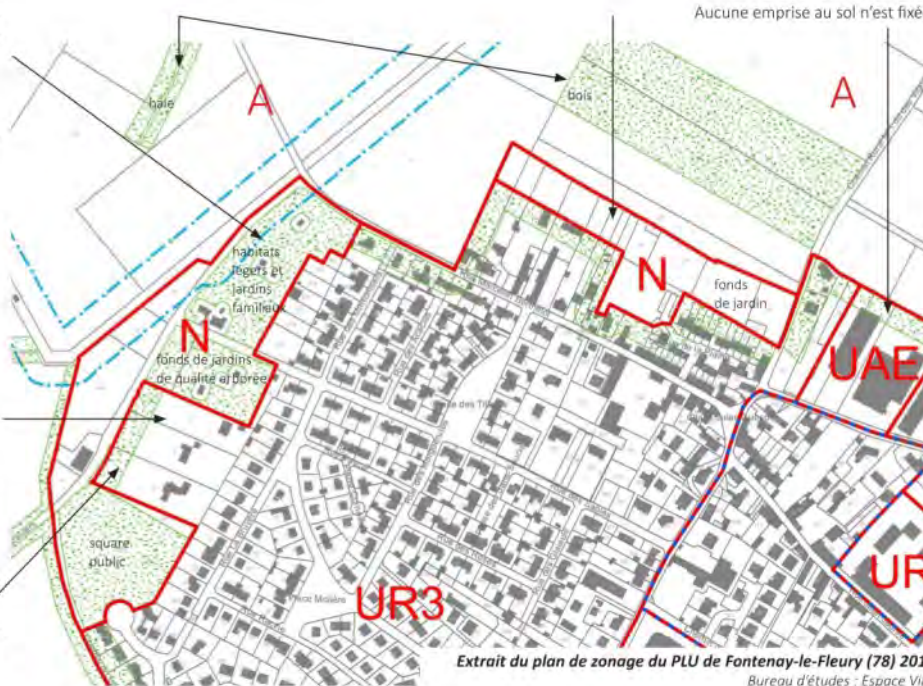 Aucune emprise au sol n'est fixé
haie
A
bois
A
habitats
légers et
jardins
familiaux
N
fonds
de jardin
N
fonds de jardins
de qualité arborée
UAE
square
public
Place Molière
UR3
UR
Extrait du plan de zonage du PLU de Fontenay-le-Fleury (78) 201
Bureau d'études : Espace Vi